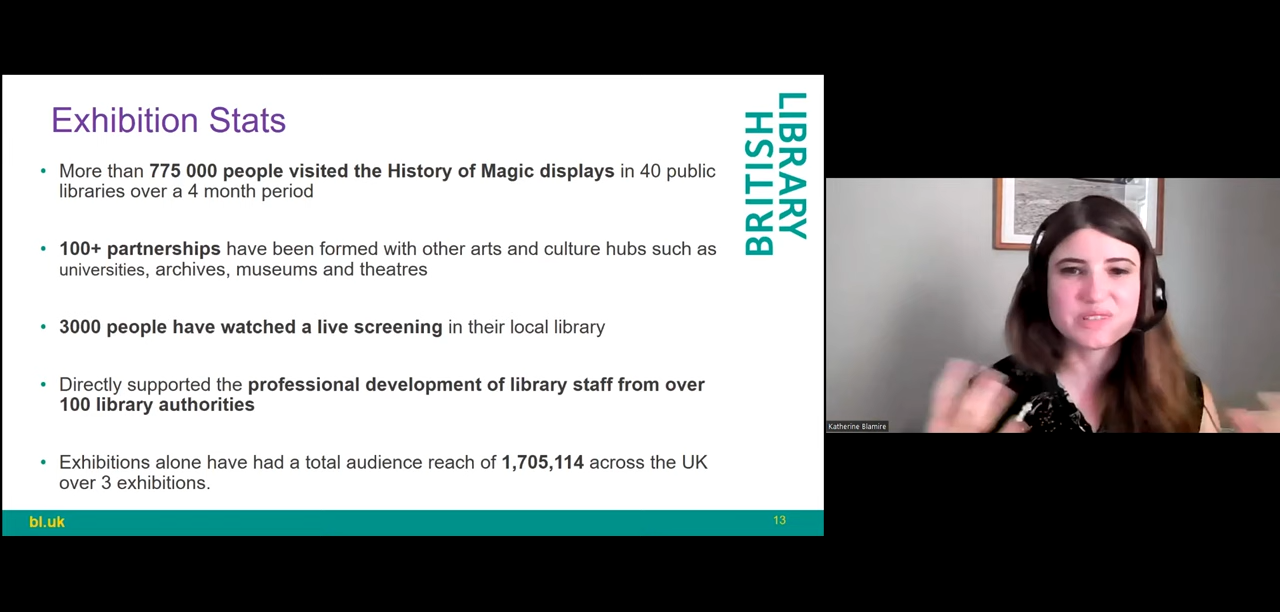 Exhibition Stats
• More than 775 000 people visited the History of Magic displays in 40 public
libraries over a 4 month period
• 100+ partnerships have been formed with other arts and culture hubs such as
universities, archives, museums and theatres
• 3000 people have watched a live screening in their local library
• Directly supported the professional development of library staff from over
100 library authorities
• Exhibitions alone have had a total audience reach of 1,705,114 across the UK
over 3 exhibitions.
BRITISH
LIBRARY
bl.uk
13
Katherine Blamire